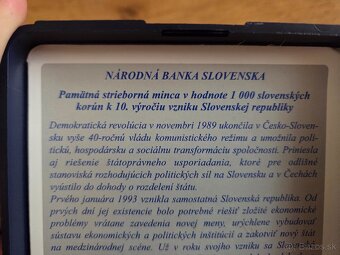 NÁRODNÁ BANKA SLOVENSKA
Pamätná strieborná minca v hodnote 1 000 slovenských
korún k 10. výročiu vzniku Slovenskej republiky
Demokratická revolúcia v novembri 1989 ukončila v Česko-Sloven-
sku vyše 40-ročnú vládu komunistického režimu a umožnila politic-
kú, hospodársku a sociálnu transformáciu spoločnosti. Priniesla
aj riešenie štátoprávneho usporiadania, ktoré pre odlišné
stanoviská rozhodujúcich politických síl na Slovensku a v Čechách
vyústilo do dohody o rozdelení štátu.
Prvého januára 1993 vznikla samostatná Slovenská republika. Od
prvých dní jej existencie bolo potrebné riešiť zložité ekonomické
problémy vrátane zavedenia novej meny, urýchlene vybudovať
sústavu ekonomických a politických inštitúcií a zakotviť nový štát
na medzinárodnej scéne. Už v roku svojho vzniku sa